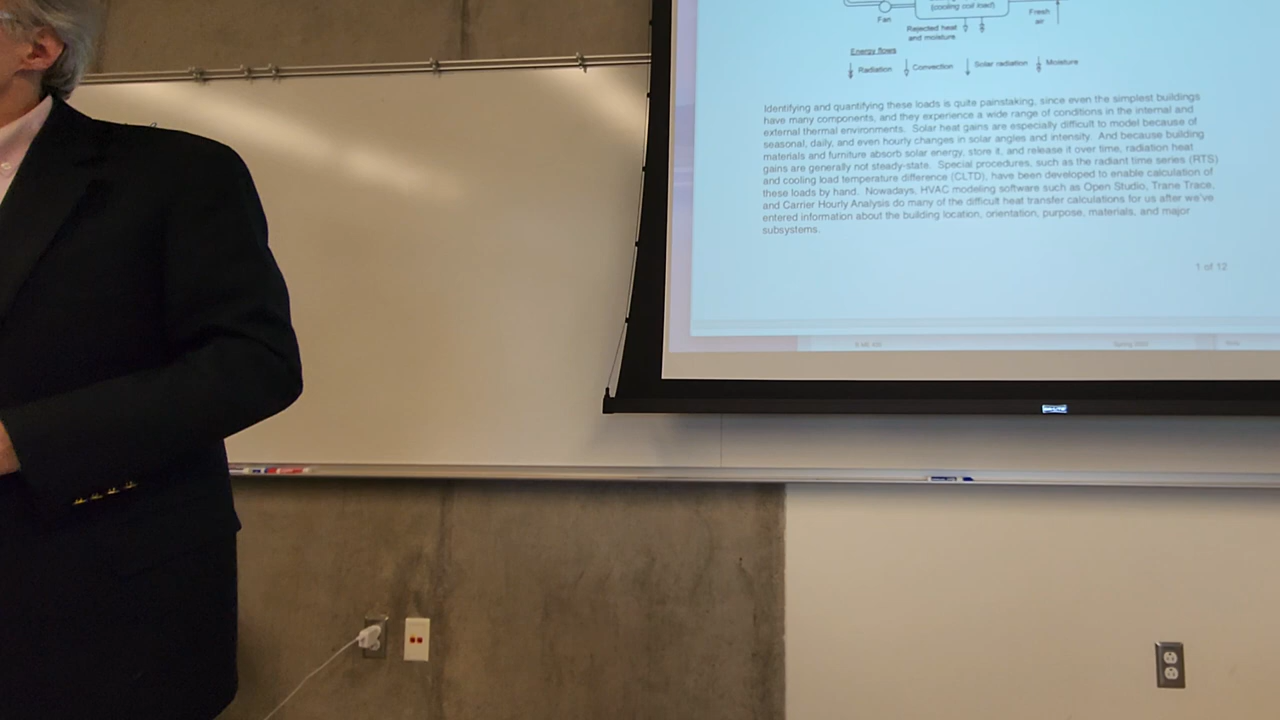 (cooling coil load)
Fan
Fresh
air
Rejected heat
and moisture
Energy flows
Radiation Convection Solar radiation Moisture
Identifying and quantifying these loads is quite painstaking, since even the simplest buildings
have many components, and they experience a wide range of conditions in the internal and
external thermal environments. Solar heat gains are especially difficult to model because of
seasonal, daily, and even hourly changes in solar angles and intensity. And because building
materials and furniture absorb solar energy, store it, and release it over time, radiation heat
gains are generally not steady-state. Special procedures, such as the radiant time series (RTS)
and cooling load temperature difference (CLTD), have been developed to enable calculation of
these loads by hand. Nowadays, HVAC modeling software such as Open Studio, Trane Trace,
and Carrier Hourly Analysis do many of the difficult heat transfer calculations for us after we've
entered information about the building location, orientation, purpose, materials, and major
subsystems.
1 of 12